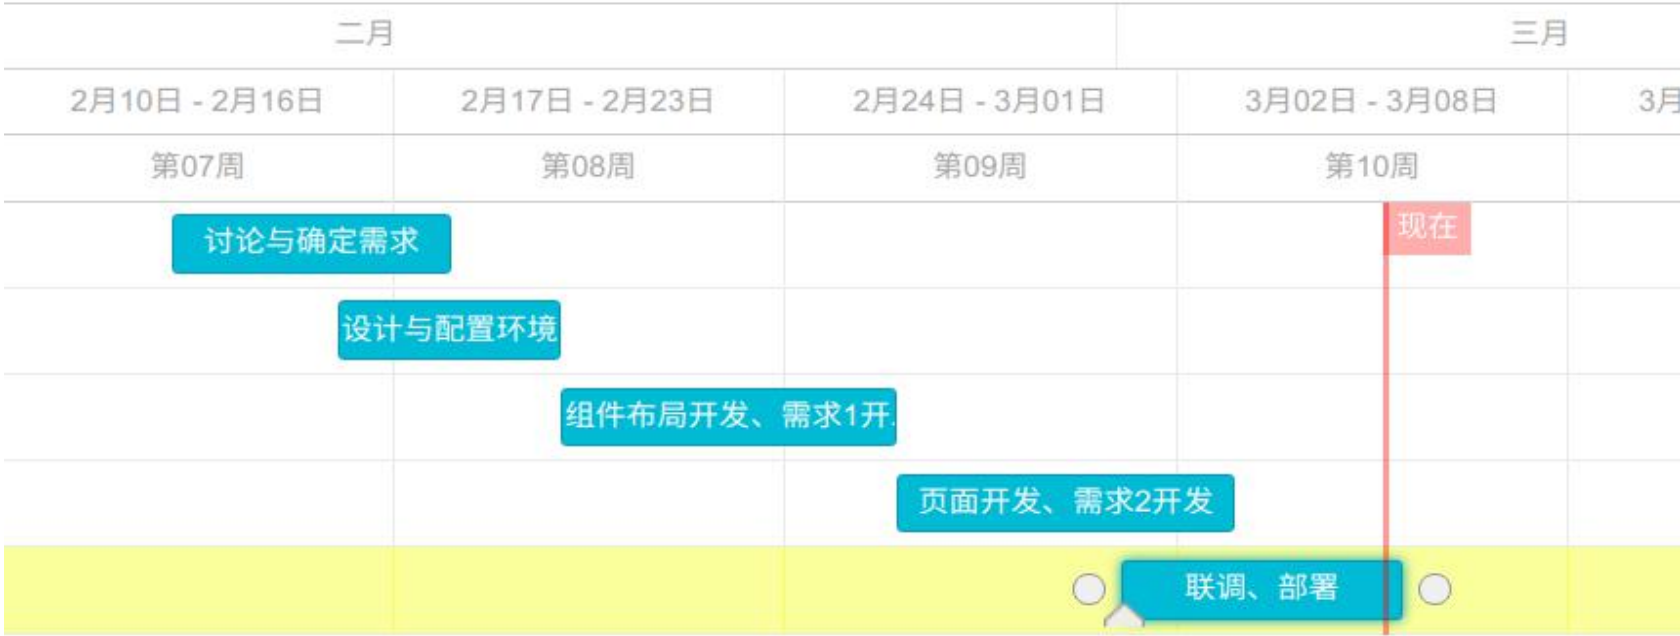 二月
三月
2月10日 - 2月16日
2月17日 - 2月23日
2月24日 - 3月01日
3月02日 - 3月08日
3月
第07周
第08周
第09周
第10周
现在
讨论与确定需求
设计与配置环境
组件布局开发、需求1开
页面开发、需求2开发
联调、部署